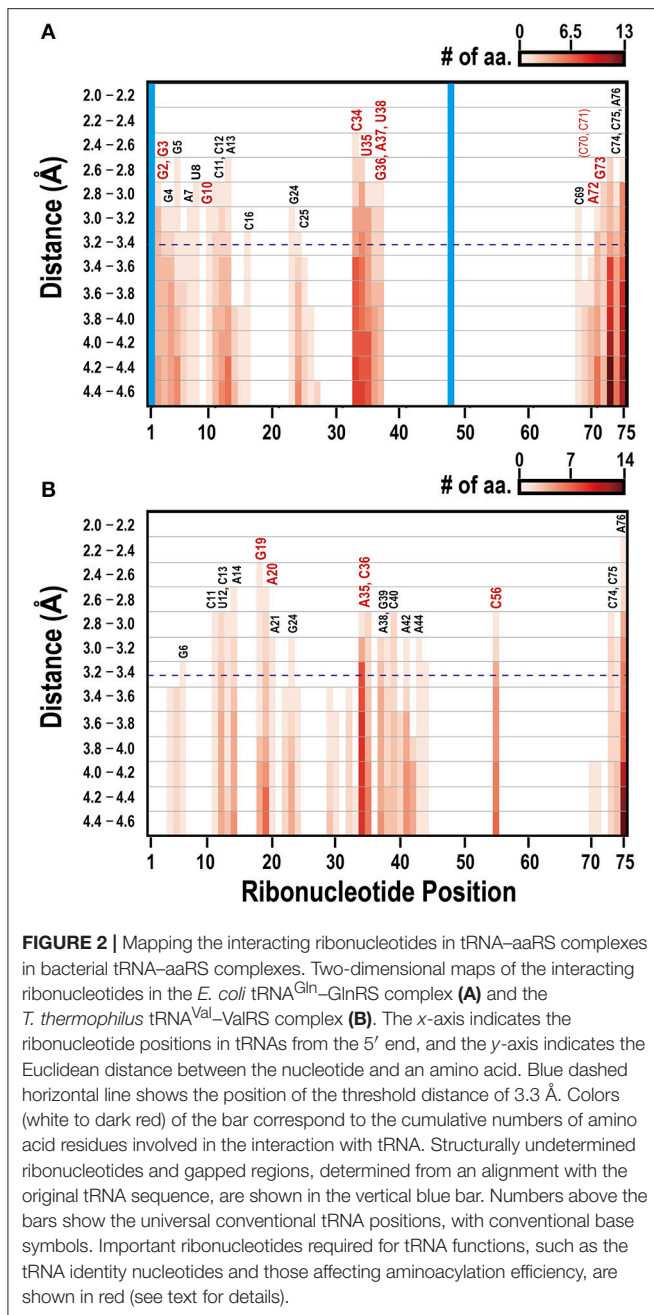 A
0 6.5 13
# of aa.
2.0 – 2.2
2.2 – 2.4
2.4 – 2.6
2.6 – 2.8
2.8 – 3.0
3.0 – 3.2
3.2 – 3.4
3.4 – 3.6
3.6 – 3.8
3.8 – 4.0
4.0 – 4.2
4.2 – 4.4
4.4 – 4.6
Distance (Å)
G2, G3
G4
G5
A7
U8
G10
C11, C12
A13
C16
G24
C25
C34
U35
G36, A37, U38
C69
(C70, C71)
A72
G73
C74, C75, A76
1 10 20 30 40 50 60 70 75
0 7 14
# of aa.
B
2.0 – 2.2
2.2 – 2.4
2.4 – 2.6
2.6 – 2.8
2.8 – 3.0
3.0 – 3.2
3.2 – 3.4
3.4 – 3.6
3.6 – 3.8
3.8 – 4.0
4.0 – 4.2
4.2 – 4.4
4.4 – 4.6
Distance (Å)
G6
C11
U12, C13
A14
G19
A20
A21
G24
A35, C36
A38, G39
C40
A42
A44
C56
C74, C75
A76
1 10 20 30 40 50 60 70 75
Ribonucleotide Position
FIGURE 2 | Mapping the interacting ribonucleotides in tRNA–aaRS complexes
in bacterial tRNA–aaRS complexes. Two-dimensional maps of the interacting
ribonucleotides in the E. coli tRNAGln–GlnRS complex (A) and the
T. thermophilus tRNAVal–ValRS complex (B). The x-axis indicates the
ribonucleotide positions in tRNAs from the 5′ end, and the y-axis indicates the
Euclidean distance between the nucleotide and an amino acid. Blue dashed
horizontal line shows the position of the threshold distance of 3.3 Å. Colors
(white to dark red) of the bar correspond to the cumulative numbers of amino
acid residues involved in the interaction with tRNA. Structurally undetermined
ribonucleotides and gapped regions, determined from an alignment with the
original tRNA sequence, are shown in the vertical blue bar. Numbers above the
bars show the universal conventional tRNA positions, with conventional base
symbols. Important ribonucleotides required for tRNA functions, such as the
tRNA identity nucleotides and those affecting aminoacylation efficiency, are
shown in red (see text for details).